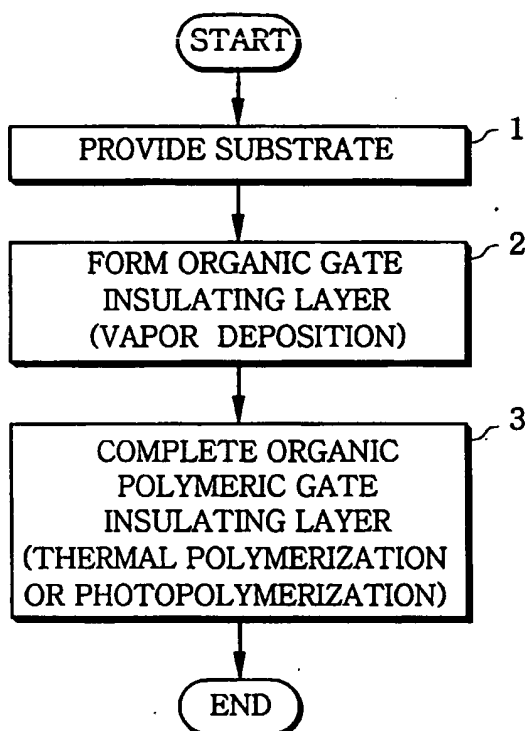 START
1
PROVIDE SUBSTRATE
2
FORM ORGANIC GATE
INSULATING LAYER
(VAPOR DEPOSITION)
3
COMPLETE ORGANIC
POLYMERIC GATE
INSULATING LAYER
(THERMAL POLYMERIZATION
OR PHOTOPOLYMERIZATION)
END